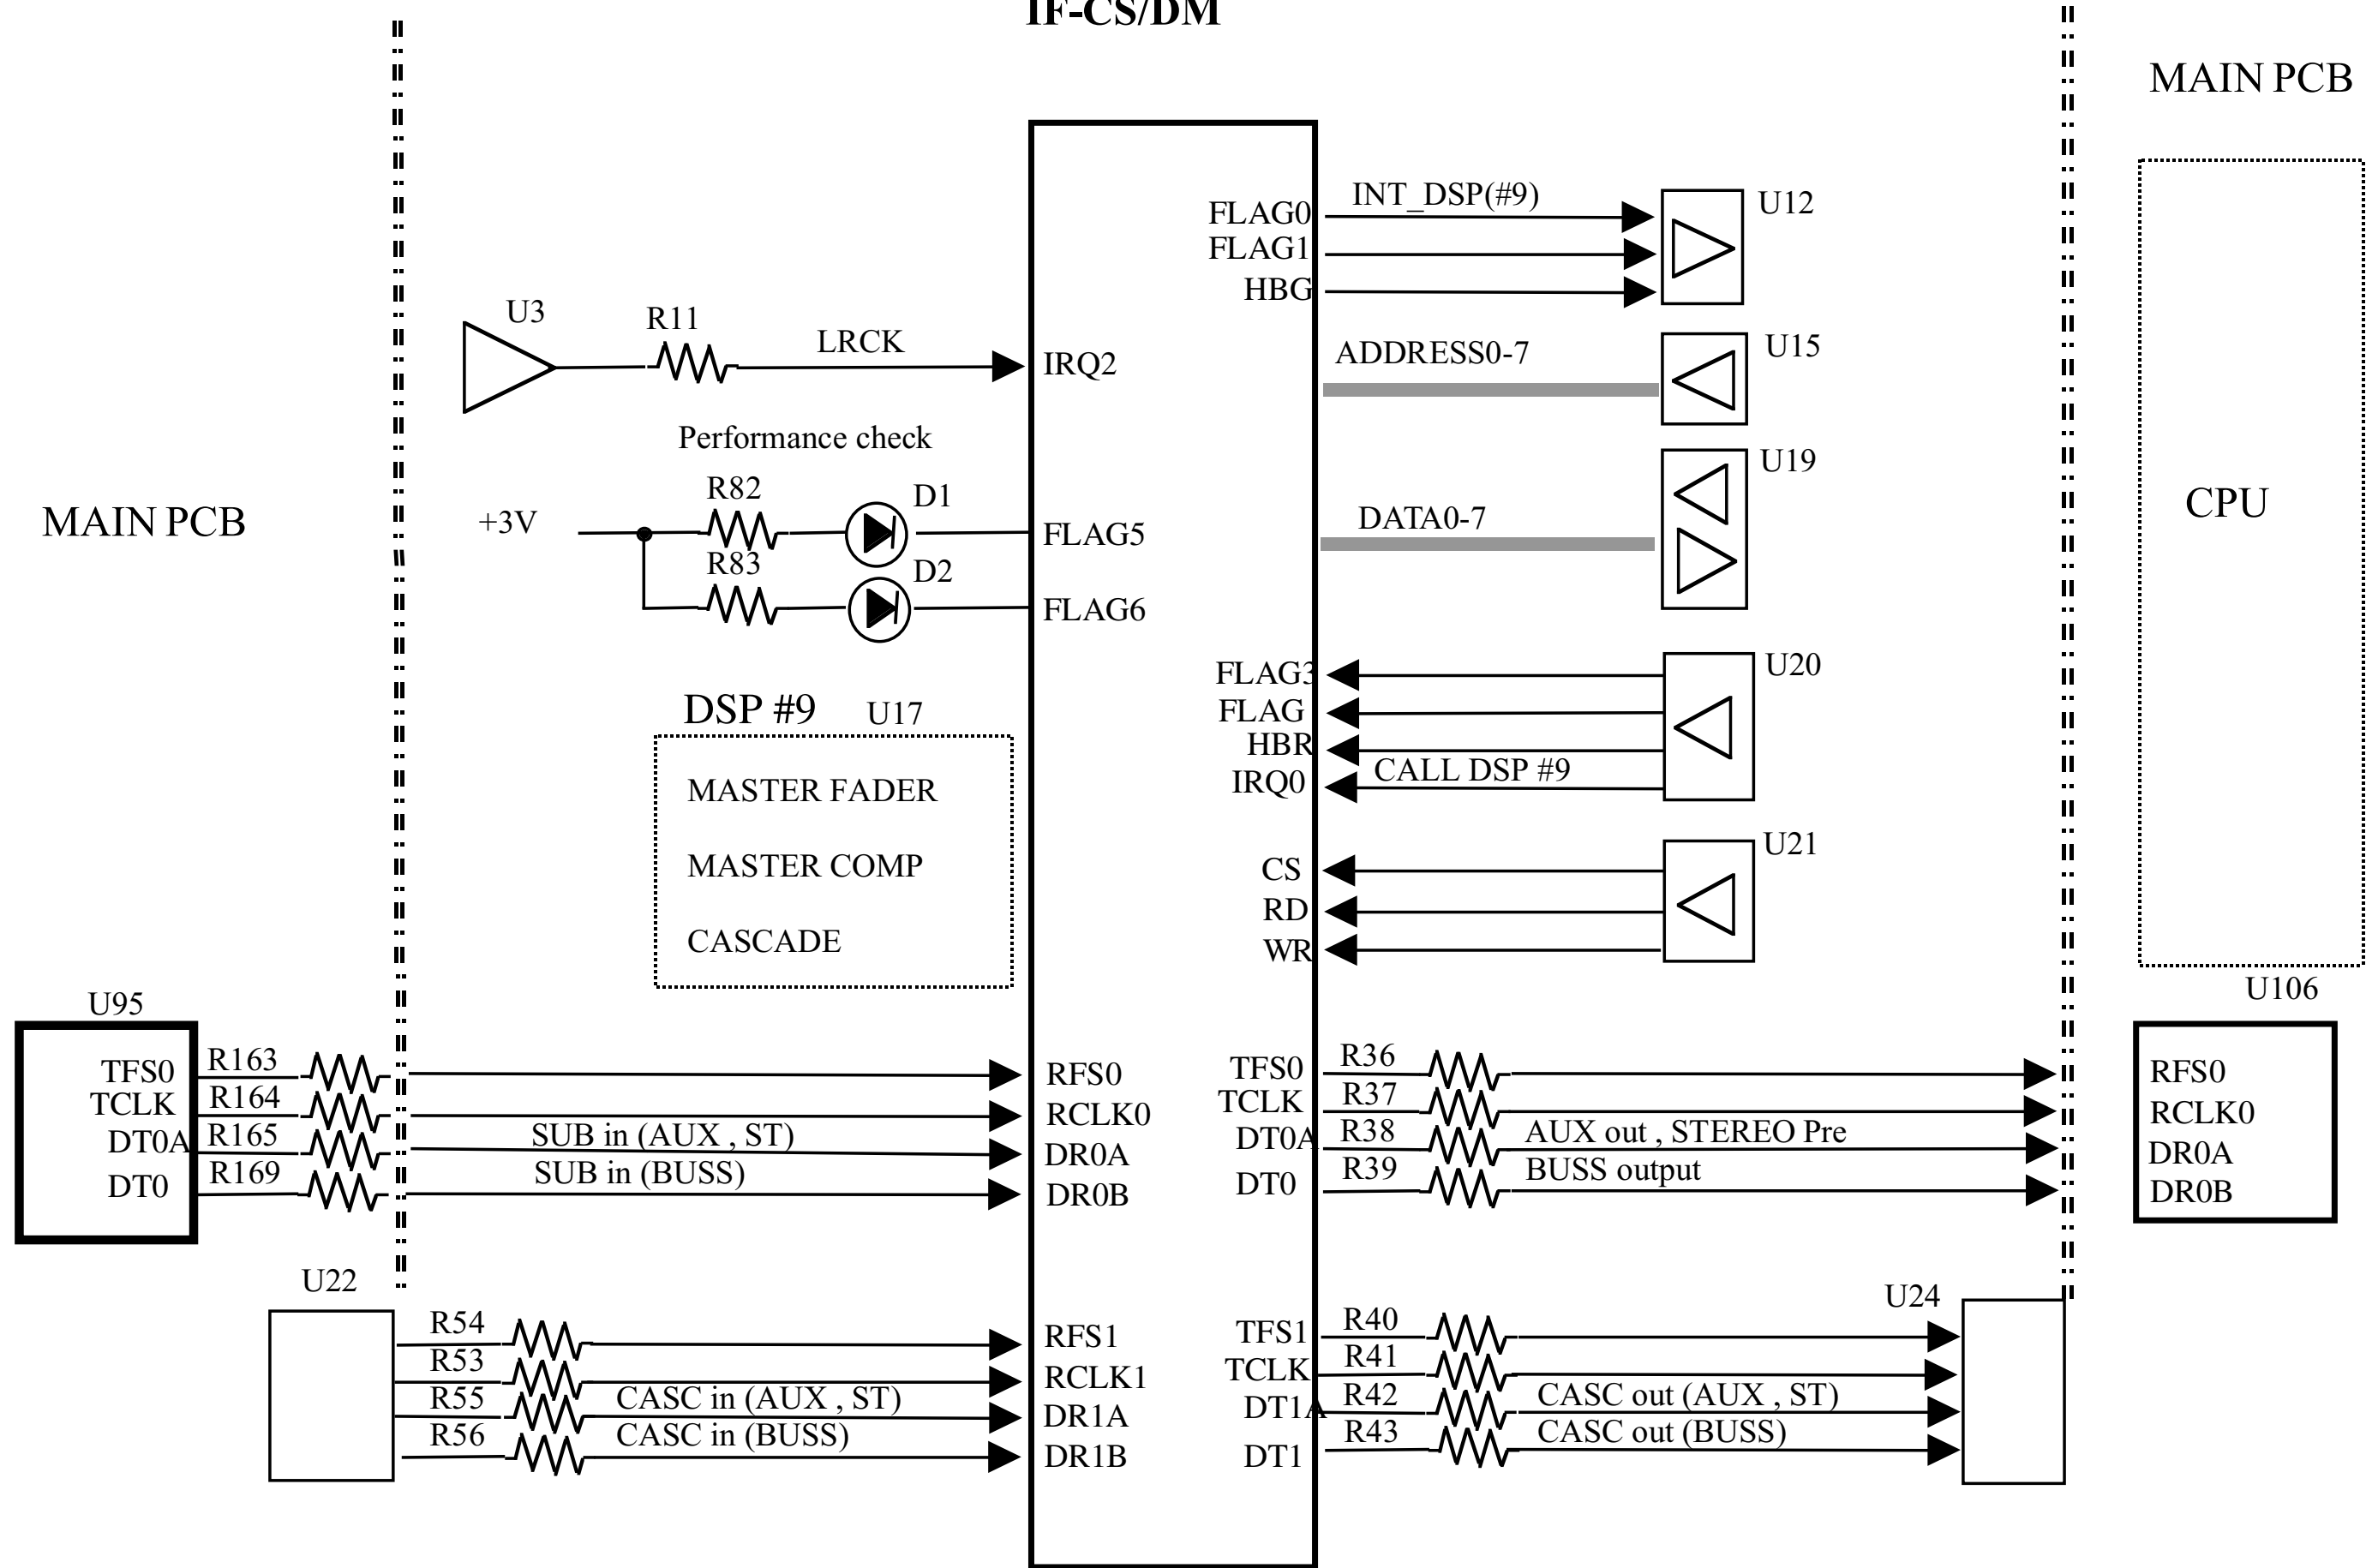 IF-CS/DM
MAIN PCB
FLAG0
INT_DSP(#9)
U12
FLAG1
HBG
U3
R11
LRCK
IRQ2
ADDRESS0-7
U15
Performance check
+3V
R82
D1
FLAG5
R83
D2
FLAG6
DATA0-7
U19
MAIN PCB
CPU
DSP #9
U17
MASTER FADER
MASTER COMP
CASCADE
FLAG3
U20
FLAG
HBR
IRQ0
CALL DSP #9
U21
CS
RD
WR
U95
TFS0
R163
RFS0
TCLK
R164
RCLK0
DT0A
R165
SUB in (AUX , ST)
DR0A
DT0
R169
SUB in (BUSS)
DR0B
TFS0
R36
TCLK
R37
DT0A
R38
AUX out , STEREO Pre
DT0
R39
BUSS output
U106
RFS0
RCLK0
DR0A
DR0B
U22
R54
RFS1
R53
RCLK1
R55
CASC in (AUX , ST)
DR1A
R56
CASC in (BUSS)
DR1B
TFS1
R40
U24
TCLK
R41
DT1A
R42
CASC out (AUX , ST)
DT1
R43
CASC out (BUSS)